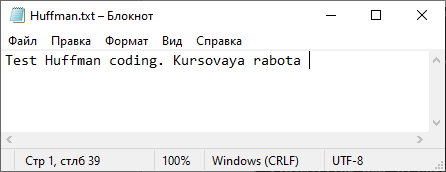 Huffman.txt – Блокнот
Файл Правка Формат Вид Справка
Test Huffman coding. Kursovaya rabota
Стр 1, стлб 39 100% Windows (CRLF) UTF-8